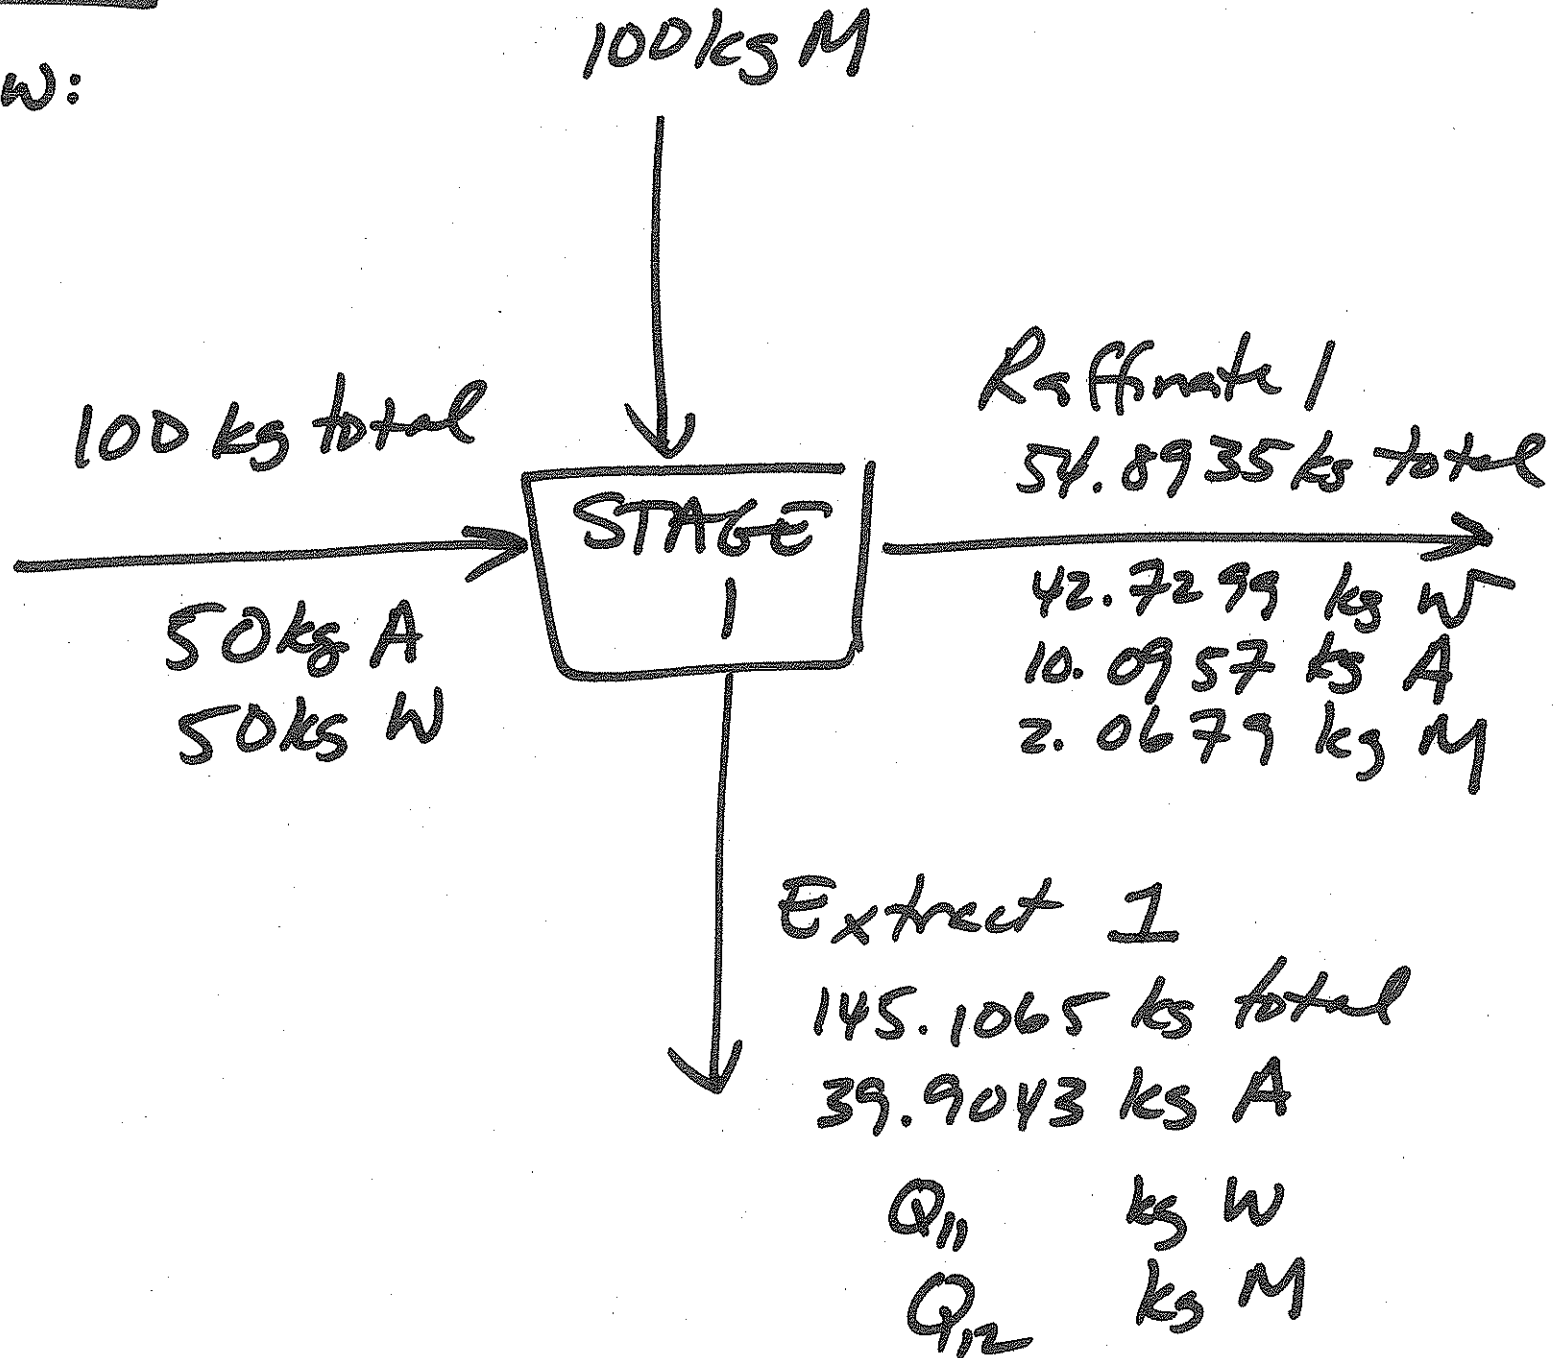 100 kg M
W:
Raffinate 1
100 kg total
54.8935 kg total
STAGE
1
50 kg A
50 kg W
42.7299 kg W
10.0957 kg A
2.0679 kg M
Extract 1
145.1065 kg total
39.9043 kg A
Q11 kg W
Q12 kg M